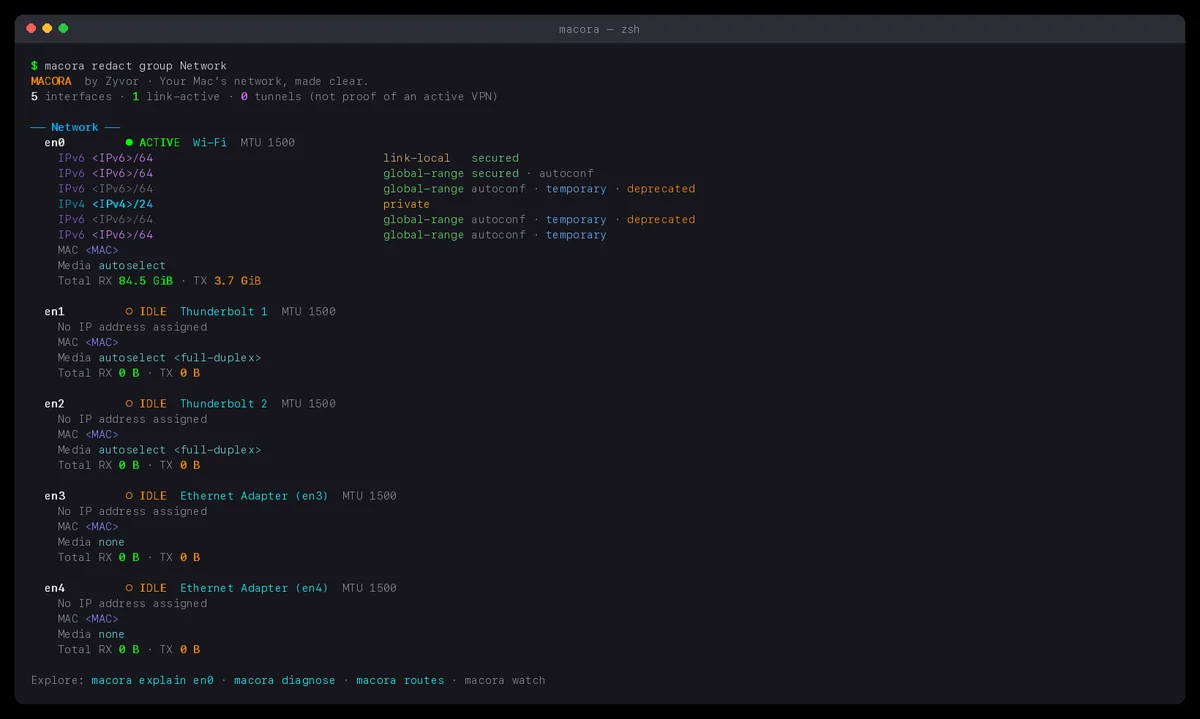 macora — zsh
$ macora redact group Network
MACORA by Zyvor · Your Mac's network, made clear.
5 interfaces · 1 link-active · 0 tunnels (not proof of an active VPN)
── Network ──
en0 ● ACTIVE Wi-Fi MTU 1500
IPv6 <IPv6>/64 link-local secured
IPv6 <IPv6>/64 global-range secured · autoconf
IPv6 <IPv6>/64 global-range autoconf · temporary · deprecated
IPv4 <IPv4>/24 private
IPv6 <IPv6>/64 global-range autoconf · temporary · deprecated
IPv6 <IPv6>/64 global-range autoconf · temporary
MAC <MAC>
Media autoselect
Total RX 84.5 GiB · TX 3.7 GiB
en1 ○ IDLE Thunderbolt 1 MTU 1500
No IP address assigned
MAC <MAC>
Media autoselect <full-duplex>
Total RX 0 B · TX 0 B
en2 ○ IDLE Thunderbolt 2 MTU 1500
No IP address assigned
MAC <MAC>
Media autoselect <full-duplex>
Total RX 0 B · TX 0 B
en3 ○ IDLE Ethernet Adapter (en3) MTU 1500
No IP address assigned
MAC <MAC>
Media none
Total RX 0 B · TX 0 B
en4 ○ IDLE Ethernet Adapter (en4) MTU 1500
No IP address assigned
MAC <MAC>
Media none
Total RX 0 B · TX 0 B
Explore: macora explain en0 · macora diagnose · macora routes · macora watch